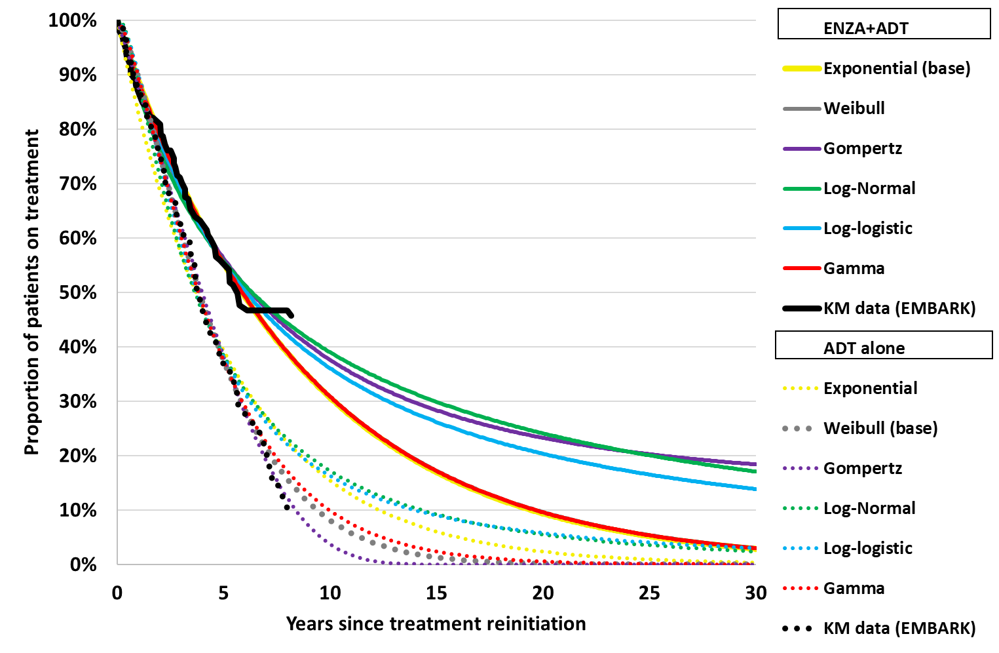 Proportion of patients on treatment
100%
90%
80%
70%
60%
50%
40%
30%
20%
10%
0%
0 5 10 15 20 25 30
Years since treatment reinitiation
ENZA+ADT
Exponential (base)
Weibull
Gompertz
Log-Normal
Log-logistic
Gamma
KM data (EMBARK)
ADT alone
Exponential
Weibull (base)
Gompertz
Log-Normal
Log-logistic
Gamma
KM data (EMBARK)